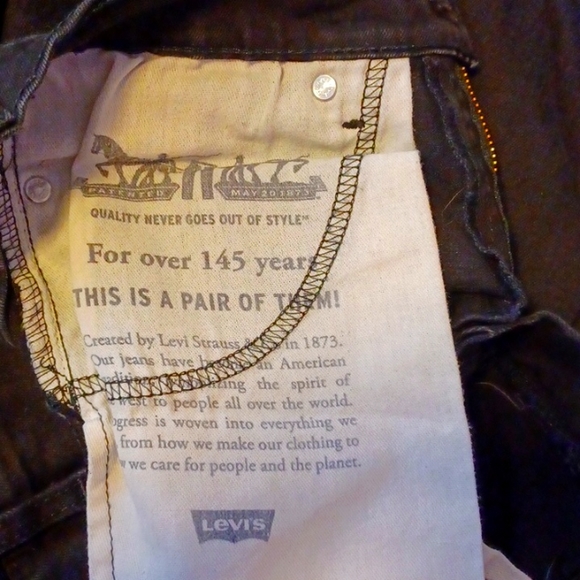 PATENTED MAY 20 1873
QUALITY NEVER GOES OUT OF STYLE™
For over 145 years
THIS IS A PAIR OF THEM!
Created by Levi Strauss & Co. in 1873.
Our jeans have an American
the spirit of
to people all over the world.
is woven into everything we
from how we make our clothing to
we care for people and the planet.
LEVI'S